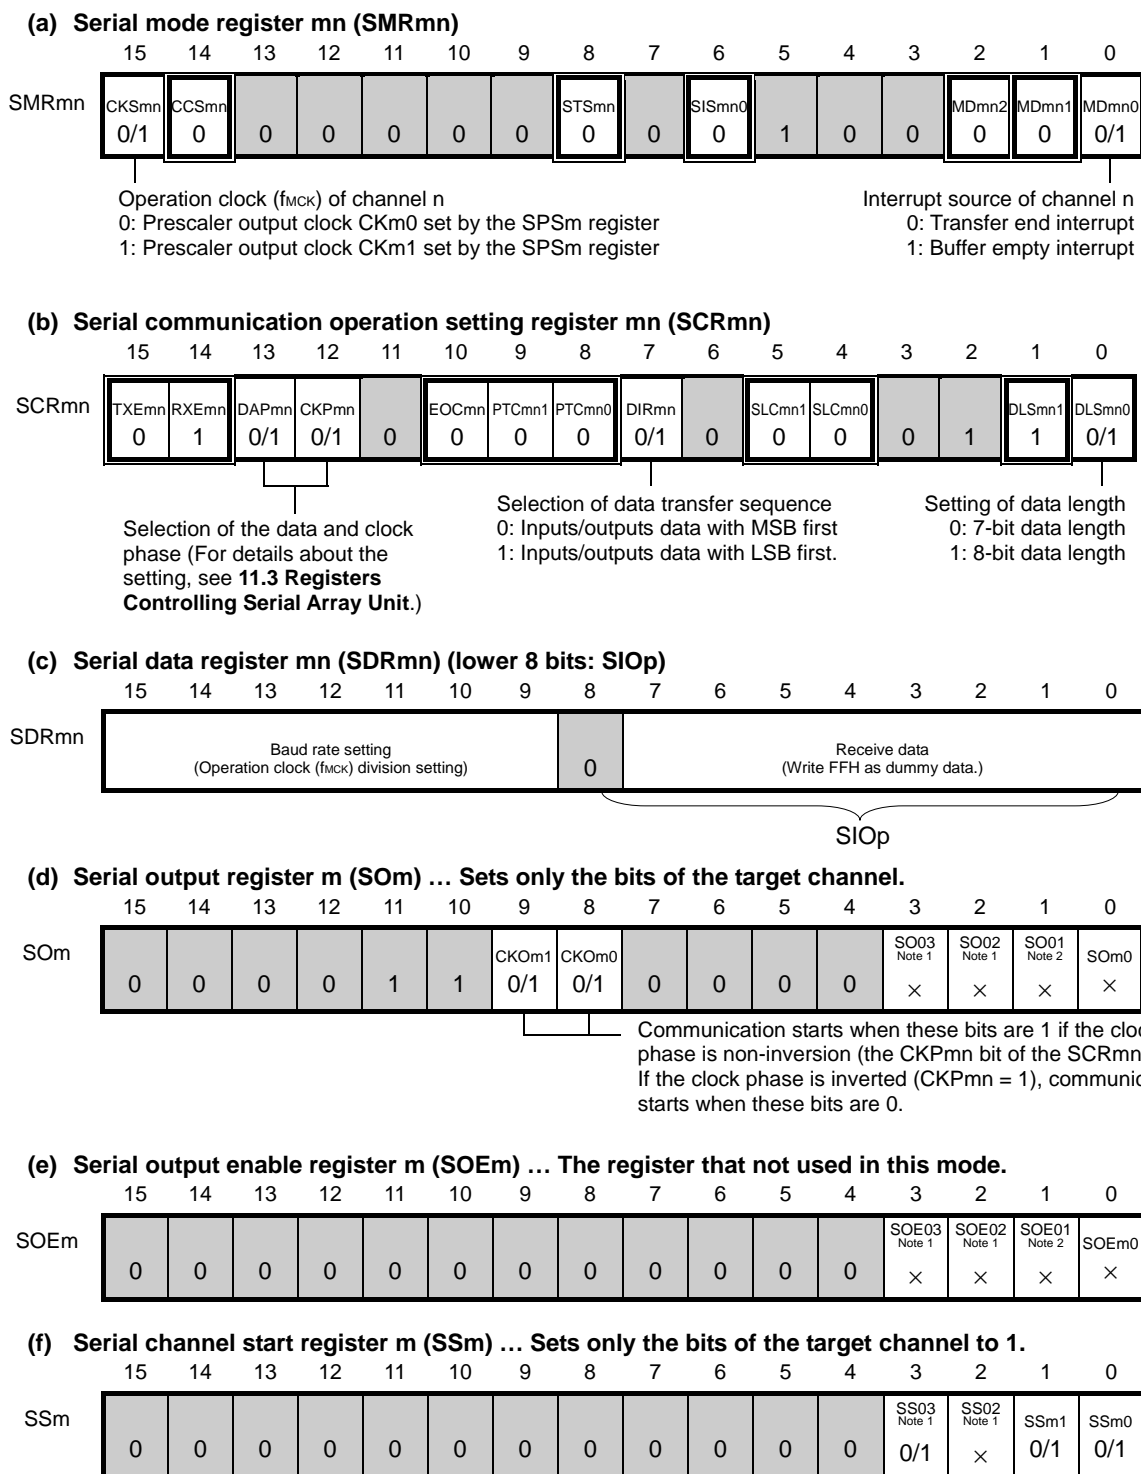 (a) Serial mode register mn (SMRmn)
15 14 13 12 11 10 9 8 7 6 5 4 3 2 1 0
SMRmn
CKSmn CCSmn STSmn SISmn0 MDmn2 MDmn1 MDmn0
0/1 0 0 0 0 0 0 0 0 0 1 0 0 0 0 0/1
Operation clock (fMCK) of channel n
0: Prescaler output clock CKm0 set by the SPSm register
1: Prescaler output clock CKm1 set by the SPSm register
Interrupt source of channel n
0: Transfer end interrupt
1: Buffer empty interrupt
(b) Serial communication operation setting register mn (SCRmn)
15 14 13 12 11 10 9 8 7 6 5 4 3 2 1 0
SCRmn
TXEmn RXEmn DAPmn CKPmn EOCmn PTCmn1 PTCmn0 DIRmn SLCmn1 SLCmn0 DLSmn1 DLSmn0
0 1 0/1 0/1 0 0 0 0 0/1 0 0 0 0 1 1 0/1
Selection of the data and clock
phase (For details about the
setting, see 11.3 Registers
Controlling Serial Array Unit.)
Selection of data transfer sequence
0: Inputs/outputs data with MSB first
1: Inputs/outputs data with LSB first.
Setting of data length
0: 7-bit data length
1: 8-bit data length
(c) Serial data register mn (SDRmn) (lower 8 bits: SIOp)
15 14 13 12 11 10 9 8 7 6 5 4 3 2 1 0
SDRmn
Baud rate setting
(Operation clock (fMCK) division setting)
0
Receive data
(Write FFH as dummy data.)
SIOp
(d) Serial output register m (SOm) … Sets only the bits of the target channel.
15 14 13 12 11 10 9 8 7 6 5 4 3 2 1 0
SOm
CKOm1 CKOm0 SO03 Note 1 SO02 Note 1 SO01 Note 2 SOm0
0 0 0 0 1 1 0/1 0/1 0 0 0 0 × × × ×
Communication starts when these bits are 1 if the
phase is non-inversion (the CKPmn bit of the SCRmn
If the clock phase is inverted (CKPmn = 1),
starts when these bits are 0.
(e) Serial output enable register m (SOEm) … The register that not used in this mode.
15 14 13 12 11 10 9 8 7 6 5 4 3 2 1 0
SOEm
SOE03 Note 1 SOE02 Note 1 SOE01 Note 2 SOEm0
0 0 0 0 0 0 0 0 0 0 0 0 × × × ×
(f) Serial channel start register m (SSm) … Sets only the bits of the target channel to 1.
15 14 13 12 11 10 9 8 7 6 5 4 3 2 1 0
SSm
SS03 Note 1 SS02 Note 1 SSm1 SSm0
0 0 0 0 0 0 0 0 0 0 0 0 0/1 × 0/1 0/1